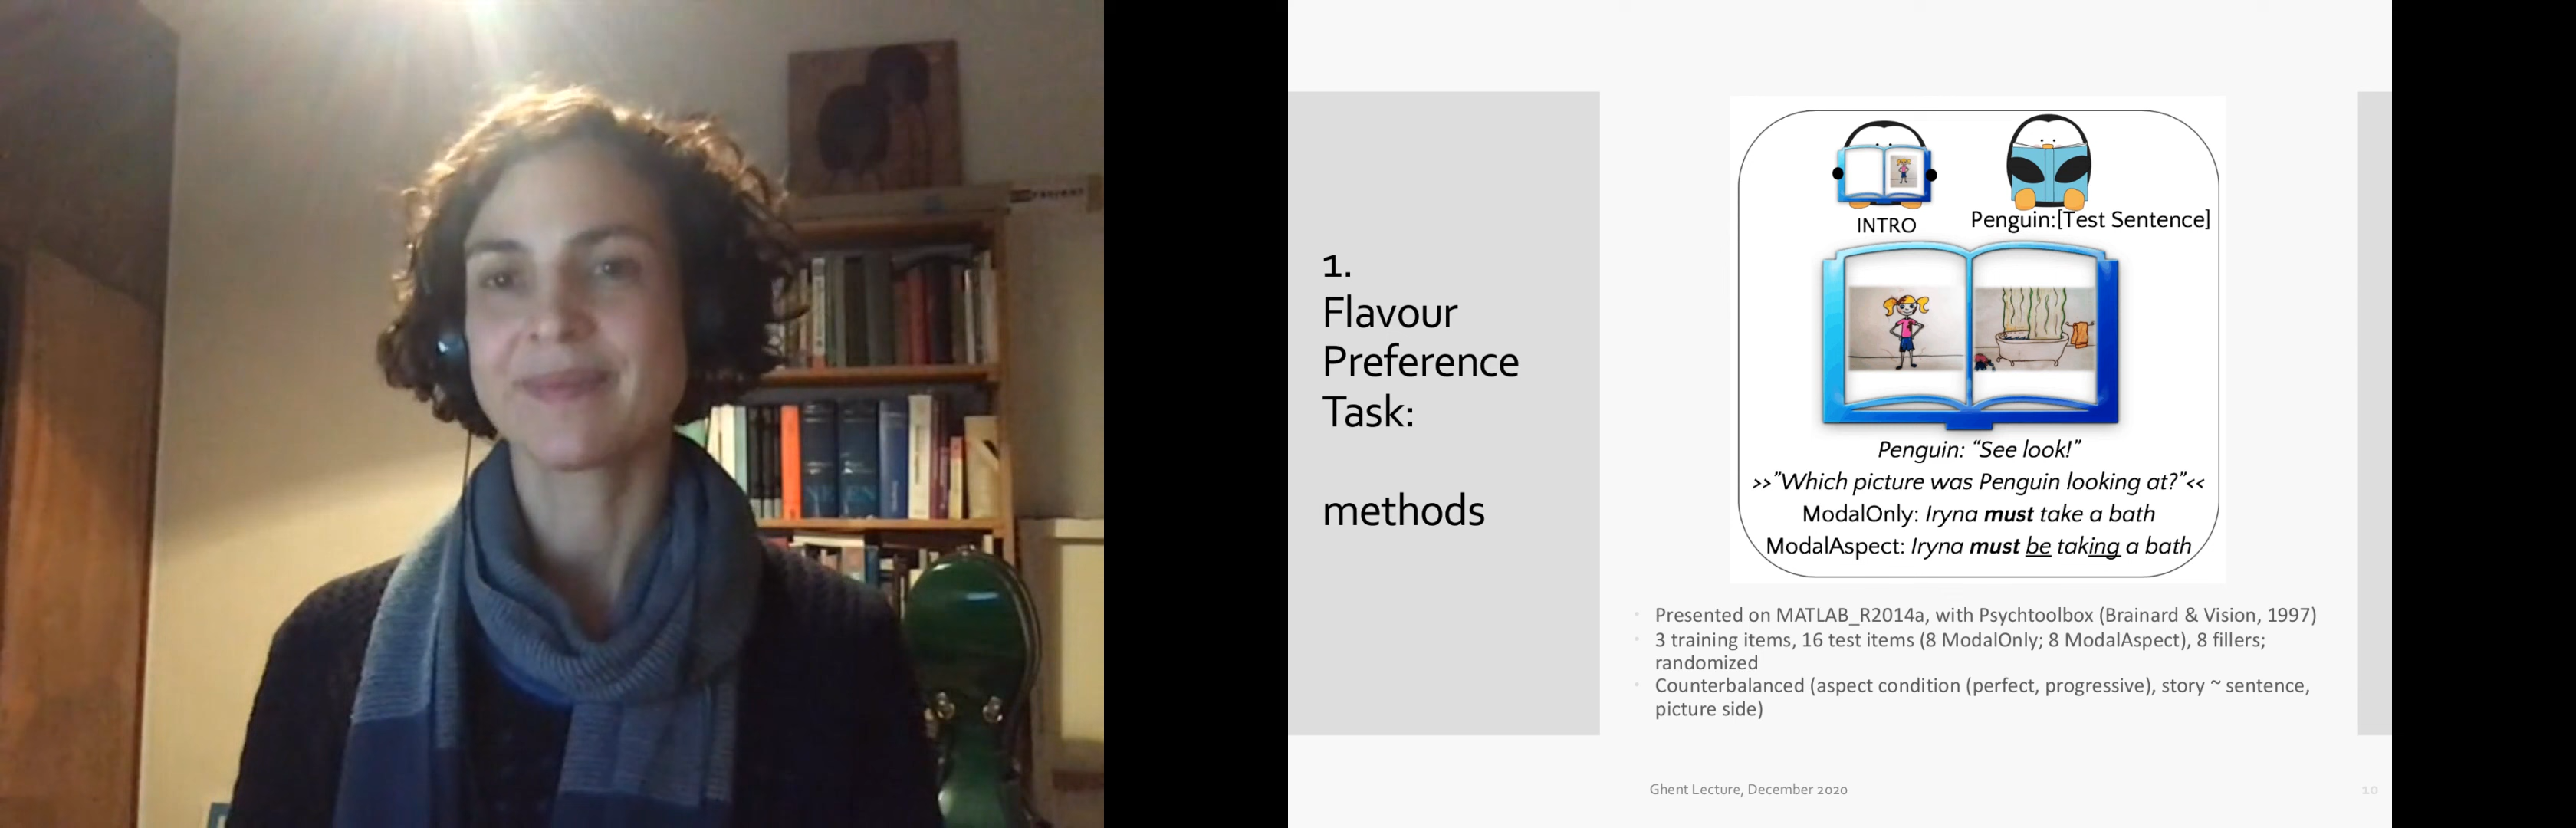 1.
Flavour
Preference
Task:
methods
INTRO
Penguin:[Test Sentence]
Penguin: “See look!”
>>”Which picture was Penguin looking at?”<<
ModalOnly: Iryna must take a bath
ModalAspect: Iryna must be taking a bath
Presented on MATLAB_R2014a, with Psychtoolbox (Brainard & Vision, 1997)
3 training items, 16 test items (8 ModalOnly; 8 ModalAspect), 8 fillers;
randomized
Counterbalanced (aspect condition (perfect, progressive), story ~ sentence,
picture side)
Ghent Lecture, December 2020
10